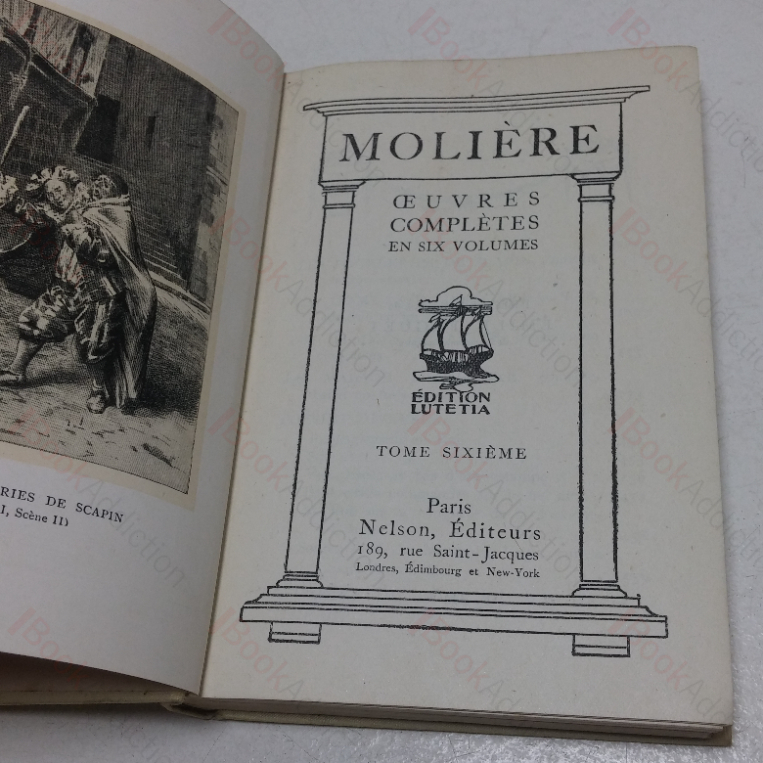 RIES DE SCAPIN
I, Scène II)
MOLIÈRE
ŒUVRES
COMPLÈTES
EN SIX VOLUMES
ÉDITION
LUTETIA
TOME SIXIÈME
Paris
Nelson, Éditeurs
189, rue Saint-Jacques
Londres, Édimbourg et New-York
BookAddiction